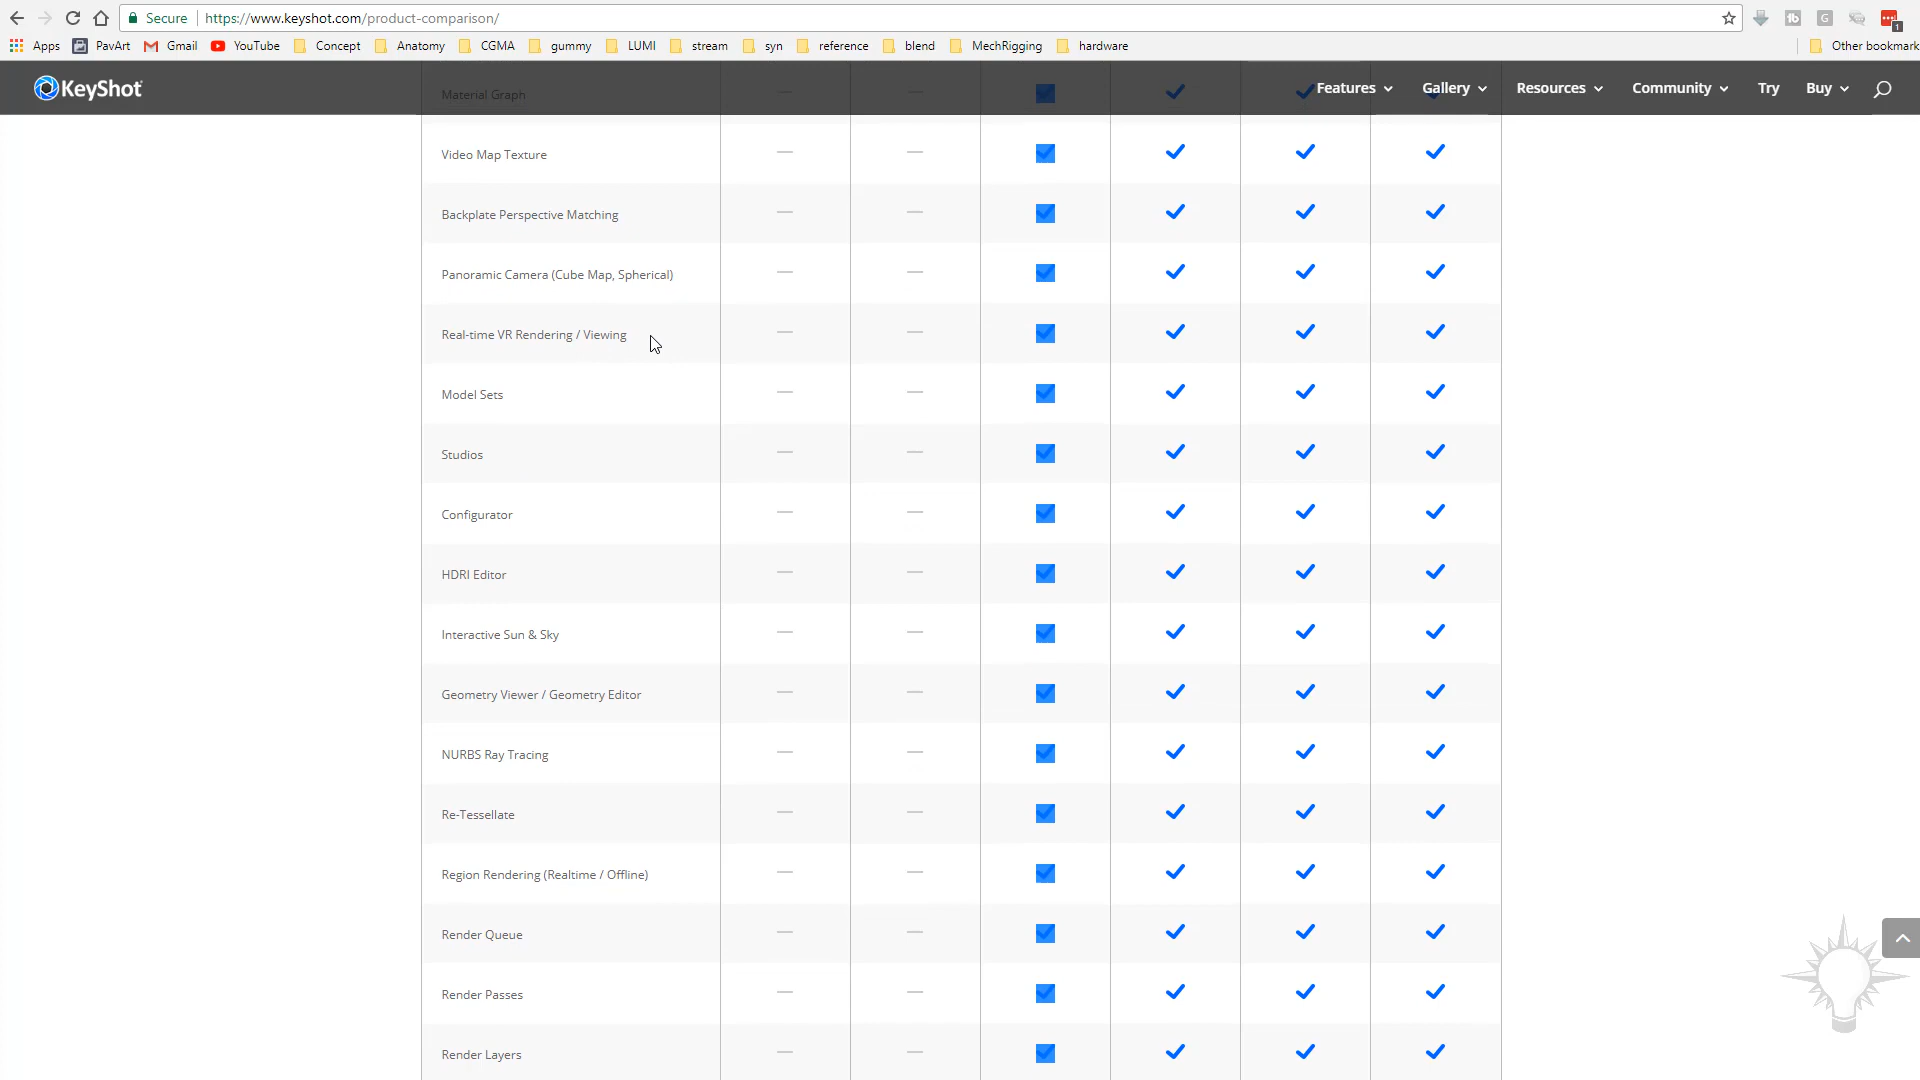 Secure https://www.keyshot.com/product-comparison/
Apps PavArt Gmail YouTube Concept Anatomy CGMA gummy LUMI stream syn reference blend MechRigging hardware Other bookmark
KeyShot Features Gallery Resources Community Try Buy
Material Graph
Video Map Texture
Backplate Perspective Matching
Panoramic Camera (Cube Map, Spherical)
Real-time VR Rendering / Viewing
Model Sets
Studios
Configurator
HDRI Editor
Interactive Sun & Sky
Geometry Viewer / Geometry Editor
NURBS Ray Tracing
Re-Tessellate
Region Rendering (Realtime / Offline)
Render Queue
Render Passes
Render Layers